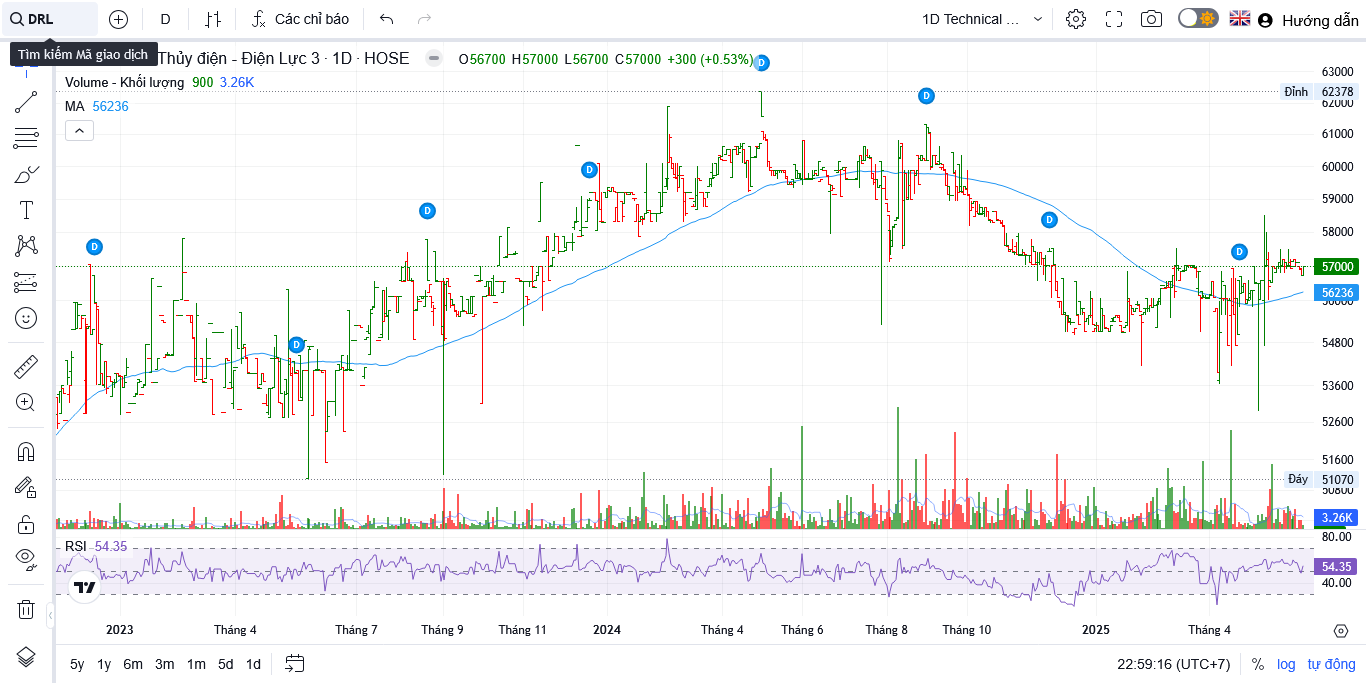 DRL D Các chỉ báo 1D Technical ... Hướng dẫn
Tìm kiếm Mã giao dịch
Thủy điện - Điện Lực 3 · 1D · HOSE O56700 H57000 L56700 C57000 +300 (+0.53%)
Volume - Khối lượng 900 3.26K
MA 56236
D
D
D
D
D
D
D
D
63000
Đỉnh 62378
62000
61000
60000
59000
58000
57000
56236
56000
54800
53600
52600
51600
Đáy 51070
50800
3.26K
RSI 54.35
80.00
54.35
40.00
2023 Tháng 4 Tháng 7 Tháng 9 Tháng 11 2024 Tháng 4 Tháng 6 Tháng 8 Tháng 10 2025 Tháng 4
5y 1y 6m 3m 1m 5d 1d 22:59:16 (UTC+7) % log tự động